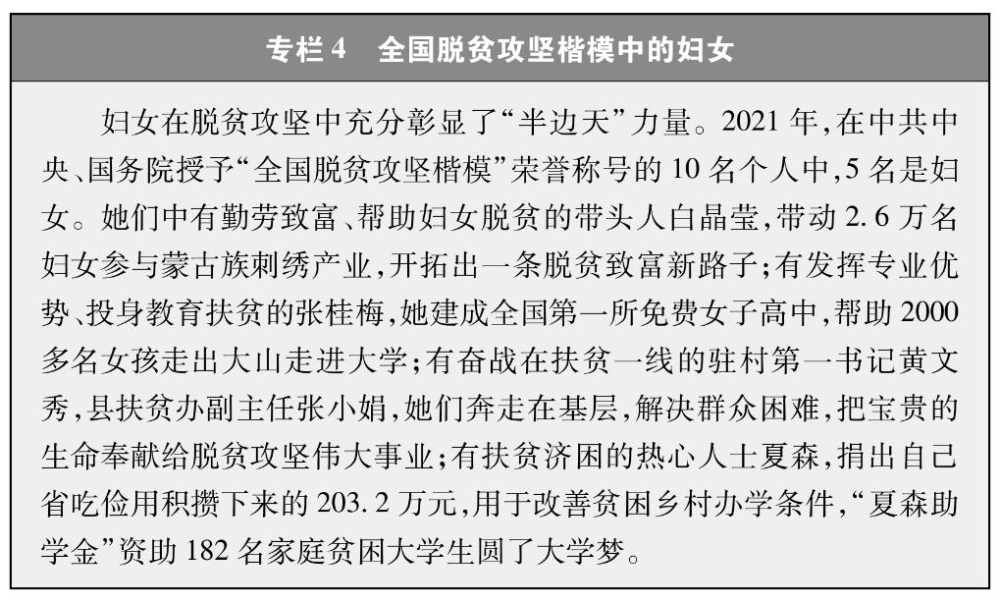 专栏4 全国脱贫攻坚楷模中的妇女
妇女在脱贫攻坚中充分彰显了“半边天”力量。2021年,在中共中
央、国务院授予“全国脱贫攻坚楷模”荣誉称号的10名个人中,5名是妇
女。她们中有勤劳致富、帮助妇女脱贫的带头人白晶莹,带动2.6万名
妇女参与蒙古族刺绣产业,开拓出一条脱贫致富新路子;有发挥专业优
势、投身教育扶贫的张桂梅,她建成全国第一所免费女子高中,帮助2000
多名女孩走出大山走进大学;有奋战在扶贫一线的驻村第一书记黄文
秀,县扶贫办副主任张小娟,她们奔走在基层,解决群众困难,把宝贵的
生命奉献给脱贫攻坚伟大事业;有扶贫济困的热心人士夏森,捐出自己
省吃俭用积攒下来的203.2万元,用于改善贫困乡村办学条件,“夏森助
学金”资助182名家庭贫困大学生圆了大学梦。